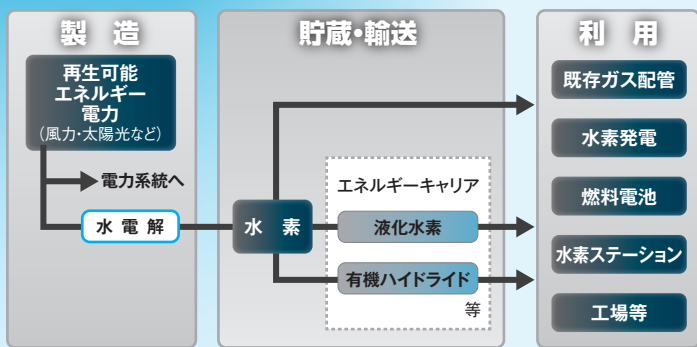 製 造
再生可能
エネルギー
電力
(風力・太陽光など)
電力系統へ
水 電 解
貯蔵・輸送
水 素
エネルギーキャリア
液化水素
有機ハイドライド
等
利 用
既存ガス配管
水素発電
燃料電池
水素ステーション
工場等